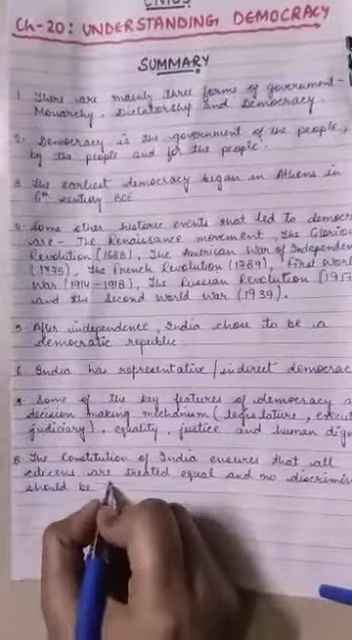 CIVICS
Ch-20: UNDERSTANDING DEMOCRACY
SUMMARY
1. There are mainly three forms of government-
Monarchy, Dictatorship and Democracy.
2. Democracy is the government of the people,
by the people and for the people.
3. The earliest democracy began in Athens in
6th century BCE
4. Some other historic events that led to democr
are - The Renaissance movement, The Glorio
Revolution (1688), The American War of Independen
(1775), The French Revolution (1789), First Worl
War (1914-1918), The Russian Revolution (1917
and the Second World War (1939).
5. After independence, India chose to be a
democratic republic
6. India has representative/indirect democrac
7. Some of the key features of democracy a
decision making mechanism (legislature, execut
judiciary), equality, justice and human dign
8. The Constitution of India ensures that all
citizens are treated equal and no discrimin
should be